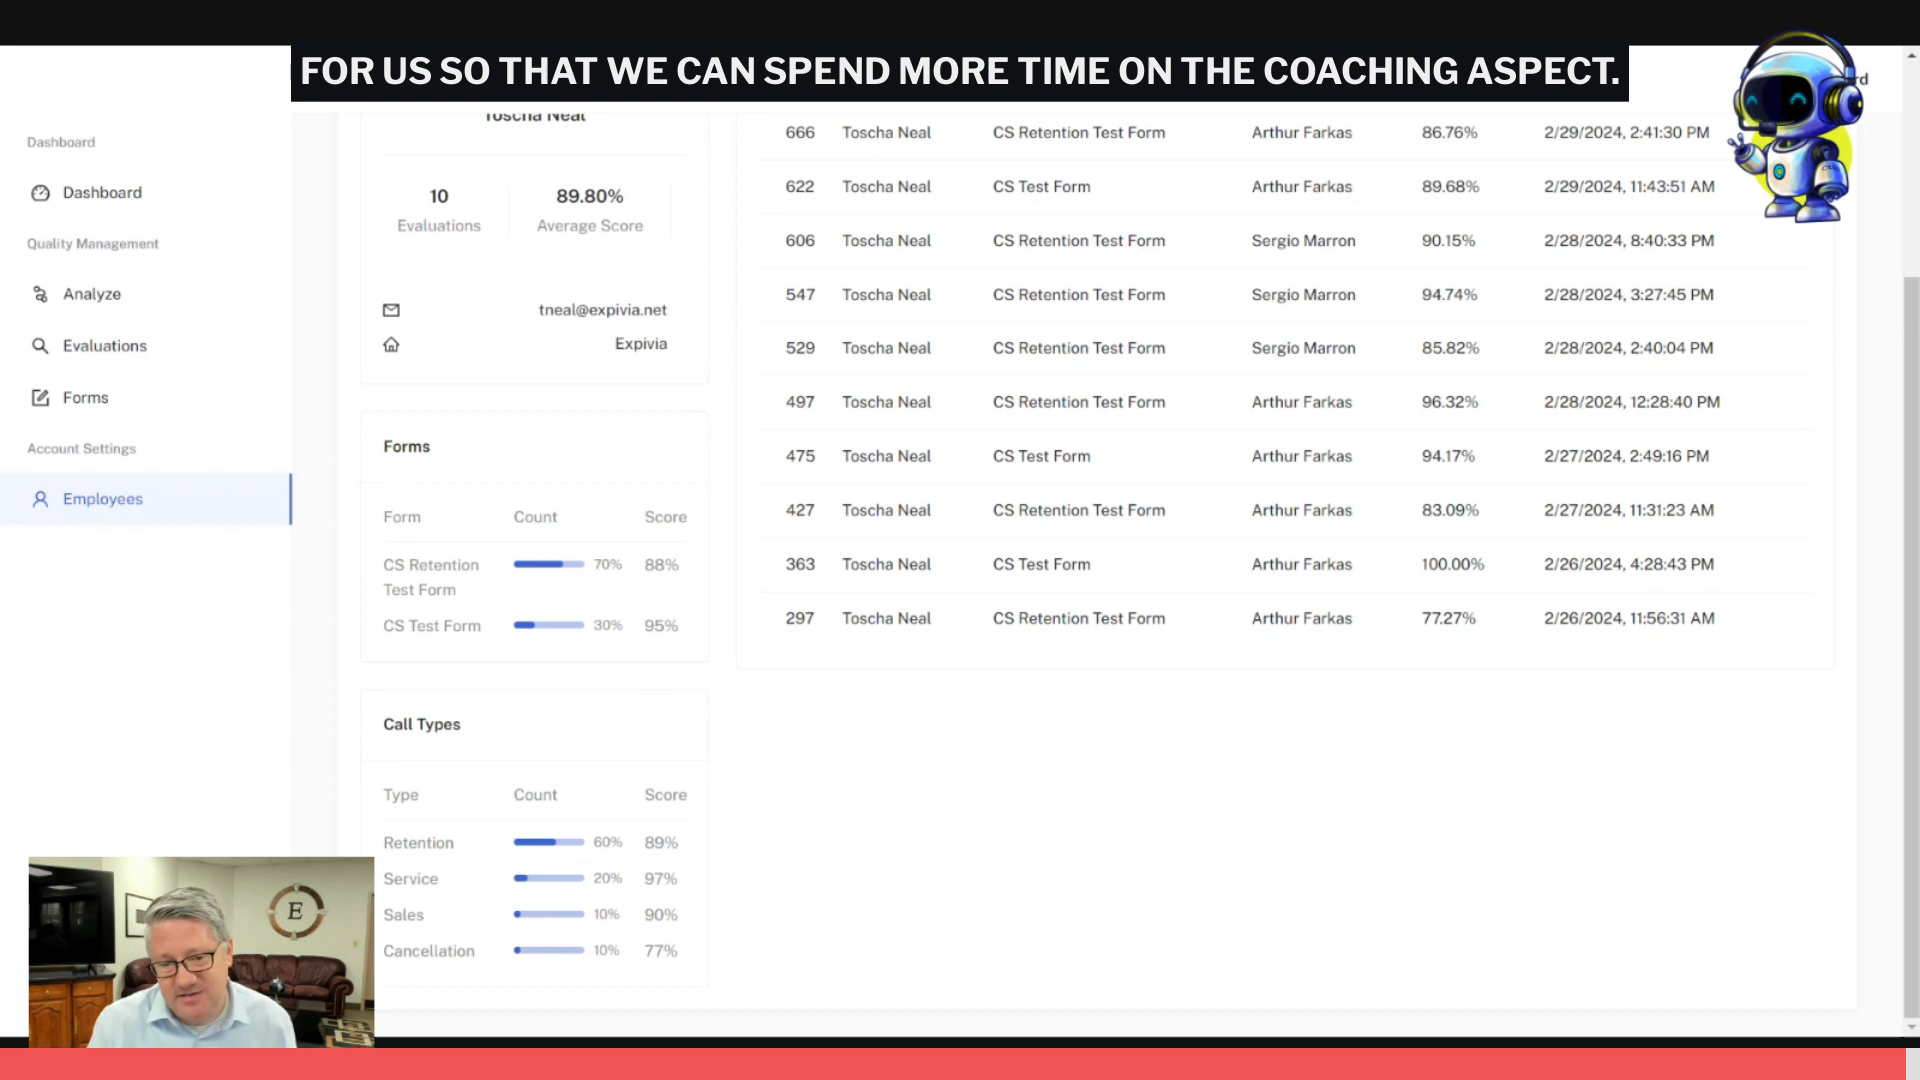 FOR US SO THAT WE CAN SPEND MORE TIME ON THE COACHING ASPECT.
rd
Dashboard
Dashboard
Quality Management
Analyze
Evaluations
Forms
Account Settings
Employees
Toscha Neal
10 89.80%
Evaluations Average Score
tneal@expivia.net
Expivia
Forms
Form Count Score
CS Retention 70% 88%
Test Form
CS Test Form 30% 95%
Call Types
Type Count Score
Retention 60% 89%
Service 20% 97%
Sales 10% 90%
Cancellation 10% 77%
666 Toscha Neal CS Retention Test Form Arthur Farkas 86.76% 2/29/2024, 2:41:30 PM
622 Toscha Neal CS Test Form Arthur Farkas 89.68% 2/29/2024, 11:43:51 AM
606 Toscha Neal CS Retention Test Form Sergio Marron 90.15% 2/28/2024, 8:40:33 PM
547 Toscha Neal CS Retention Test Form Sergio Marron 94.74% 2/28/2024, 3:27:45 PM
529 Toscha Neal CS Retention Test Form Sergio Marron 85.82% 2/28/2024, 2:40:04 PM
497 Toscha Neal CS Retention Test Form Arthur Farkas 96.32% 2/28/2024, 12:28:40 PM
475 Toscha Neal CS Test Form Arthur Farkas 94.17% 2/27/2024, 2:49:16 PM
427 Toscha Neal CS Retention Test Form Arthur Farkas 83.09% 2/27/2024, 11:31:23 AM
363 Toscha Neal CS Test Form Arthur Farkas 100.00% 2/26/2024, 4:28:43 PM
297 Toscha Neal CS Retention Test Form Arthur Farkas 77.27% 2/26/2024, 11:56:31 AM
E